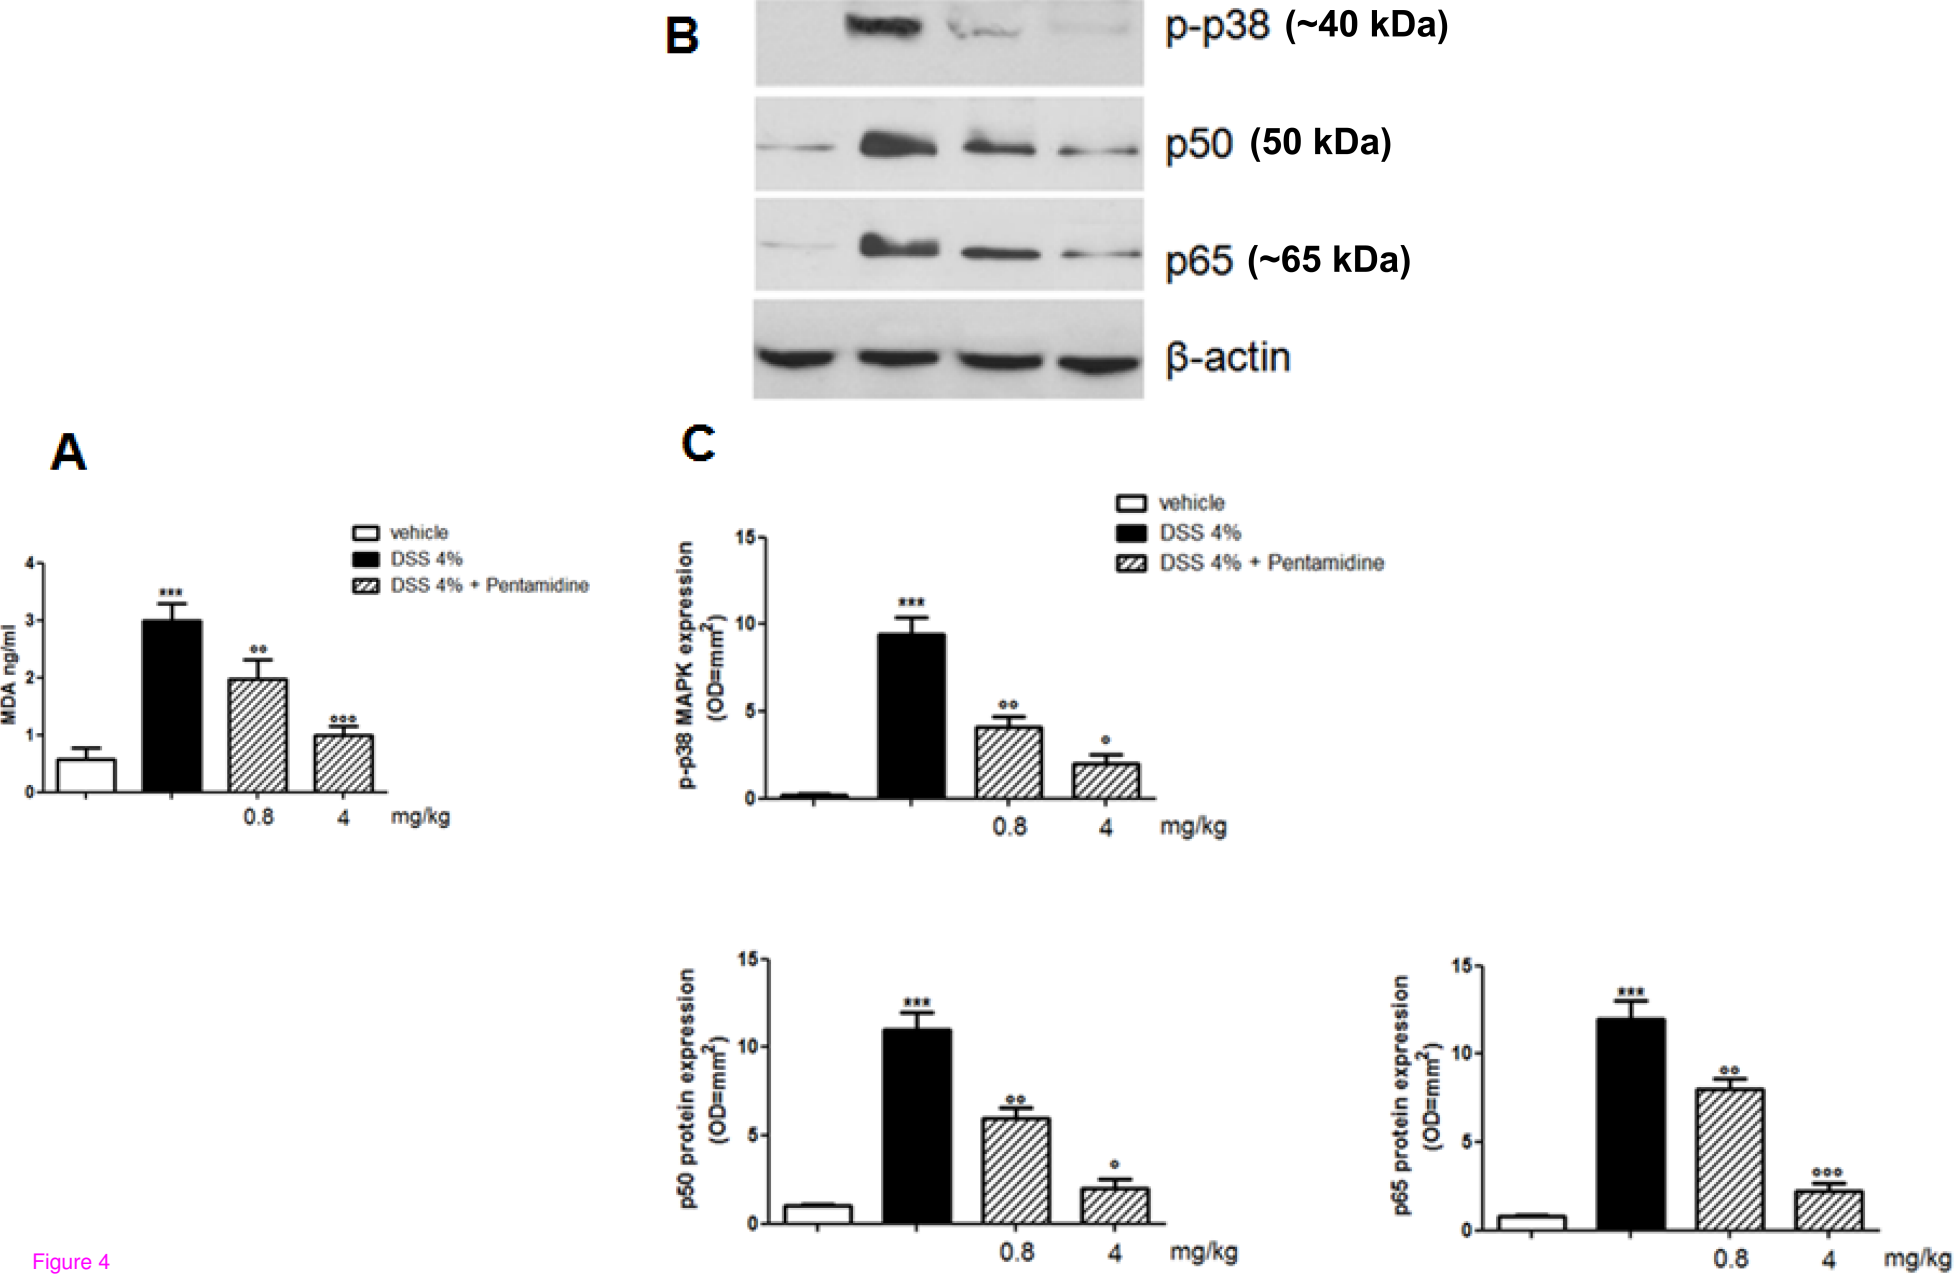 B
p-p38 (~40 kDa)
p50 (50 kDa)
p65 (~65 kDa)
β-actin
A
vehicle
DSS 4%
DSS 4% + Pentamidine
MDA ng/ml
4
3
2
1
0
***
°°
°°°
0.8 4 mg/kg
C
vehicle
DSS 4%
DSS 4% + Pentamidine
p-p38 MAPK expression
(OD=mm²)
15
10
5
0
***
°°
°
0.8 4 mg/kg
p50 protein expression
(OD=mm²)
15
10
5
0
***
°°
°
0.8 4 mg/kg
p65 protein expression
(OD=mm²)
15
10
5
0
***
°°
°°°
0.8 4 mg/kg
Figure 4